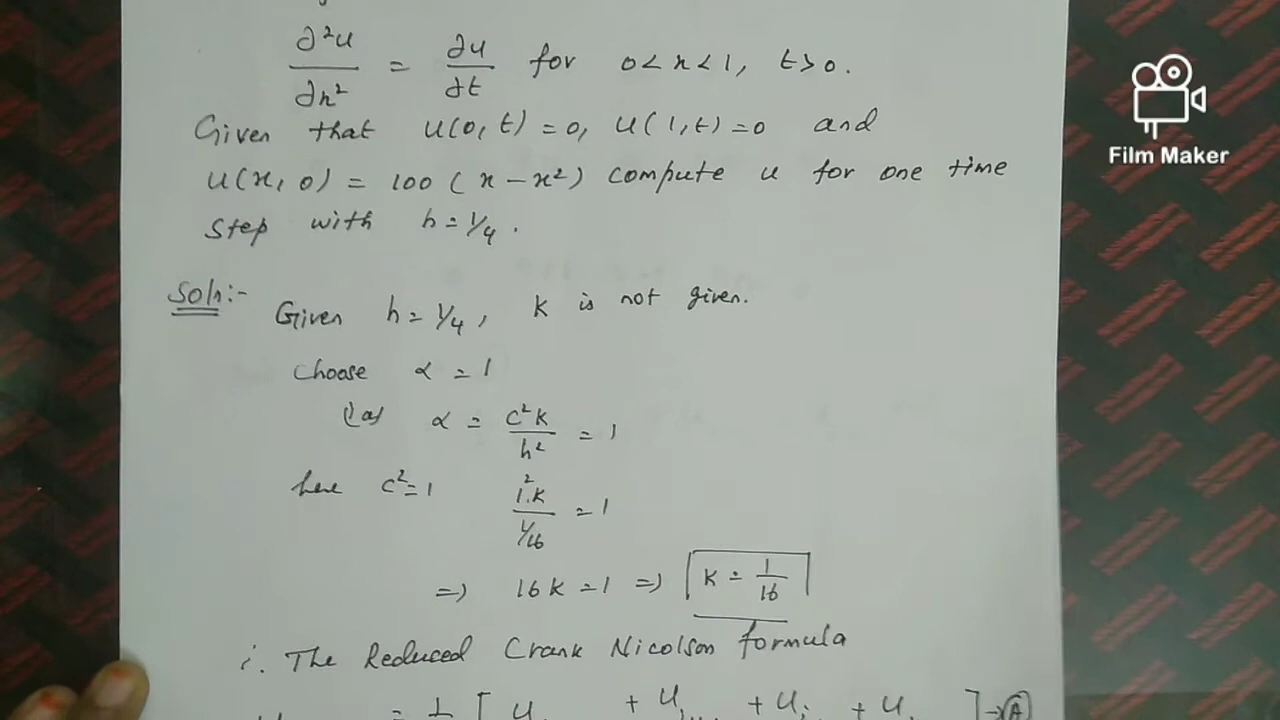 ∂²u/∂x² = ∂u/∂t for 0<x<1, t>0.
Given that u(0,t)=0, u(1,t)=0 and
u(x,0) = 100(x-x²) compute u for one time
step with h=1/4.
Soln:-
Given h=1/4, K is not given.
Choose α=1
α = c²K/h² = 1
here c²=1
1².K/(1/16) = 1
=) 16K=1 =) K=1/16
∴ The Reduced Crank Nicolson formula
= 1/ [ u + u + u + u ] → (A)
Film Maker